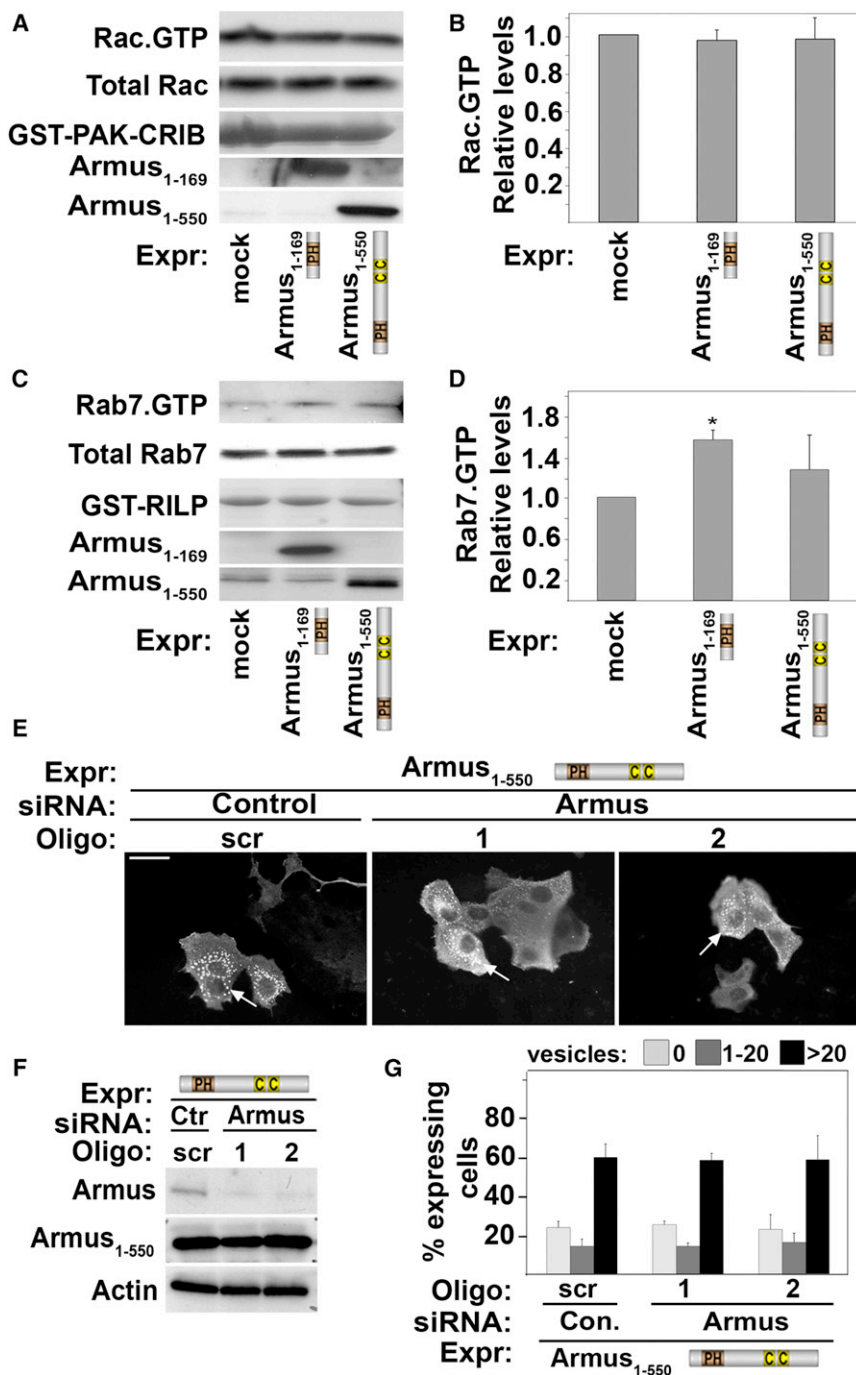 A
Rac.GTP
Total Rac
GST-PAK-CRIB
Armus1-169
Armus1-550
Expr:
mock
Armus1-169
PH
Armus1-550
PH CC
B
Rac.GTP
Relative levels
1.0
0.8
0.6
0.4
0.2
Expr:
mock
Armus1-169
PH
Armus1-550
PH CC
C
Rab7.GTP
Total Rab7
GST-RILP
Armus1-169
Armus1-550
Expr:
mock
Armus1-169
PH
Armus1-550
PH CC
D
Rab7.GTP
Relative levels
1.8
1.4
1.0
0.6
0.2
*
Expr:
mock
Armus1-169
PH
Armus1-550
PH CC
E
Expr: Armus1-550 PH CC
siRNA: Control Armus
Oligo: scr 1 2
F
Expr: PH CC
siRNA: Ctr Armus
Oligo: scr 1 2
Armus
Armus1-550
Actin
G
vesicles: 0 1-20 >20
% expressing
cells
80
60
40
20
Oligo: scr 1 2
siRNA: Con. Armus
Expr: Armus1-550 PH CC